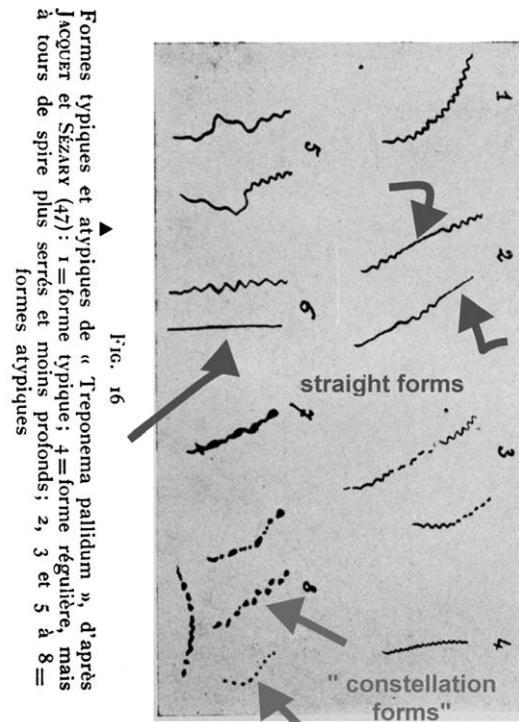 1
2
3
4
5
6
7
8
straight forms
" constellation
forms"
Fig. 16
Formes typiques et atypiques de « Treponema pallidum », d'après
Jacquet et Sézary (47): 1 = forme typique; 4 = forme régulière, mais
à tours de spire plus serrés et moins profonds; 2, 3 et 5 à 8 =
formes atypiques